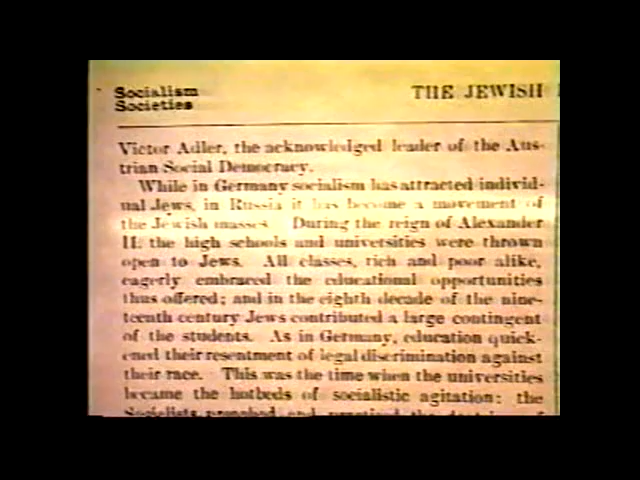 Socialism
Societies
THE JEWISH
Victor Adler, the acknowledged leader of the Aus-
trian Social Democracy.
While in Germany socialism has attracted individ-
ual Jews, in Russia it has become a movement of
the Jewish masses. During the reign of Alexander
II. the high schools and universities were thrown
open to Jews. All classes, rich and poor alike,
eagerly embraced the educational opportunities
thus offered; and in the eighth decade of the nine-
teenth century Jews contributed a large contingent
of the students. As in Germany, education quick-
ened their resentment of legal discrimination against
their race. This was the time when the universities
became the hotbeds of socialistic agitation: the
Socialists preached and practised the